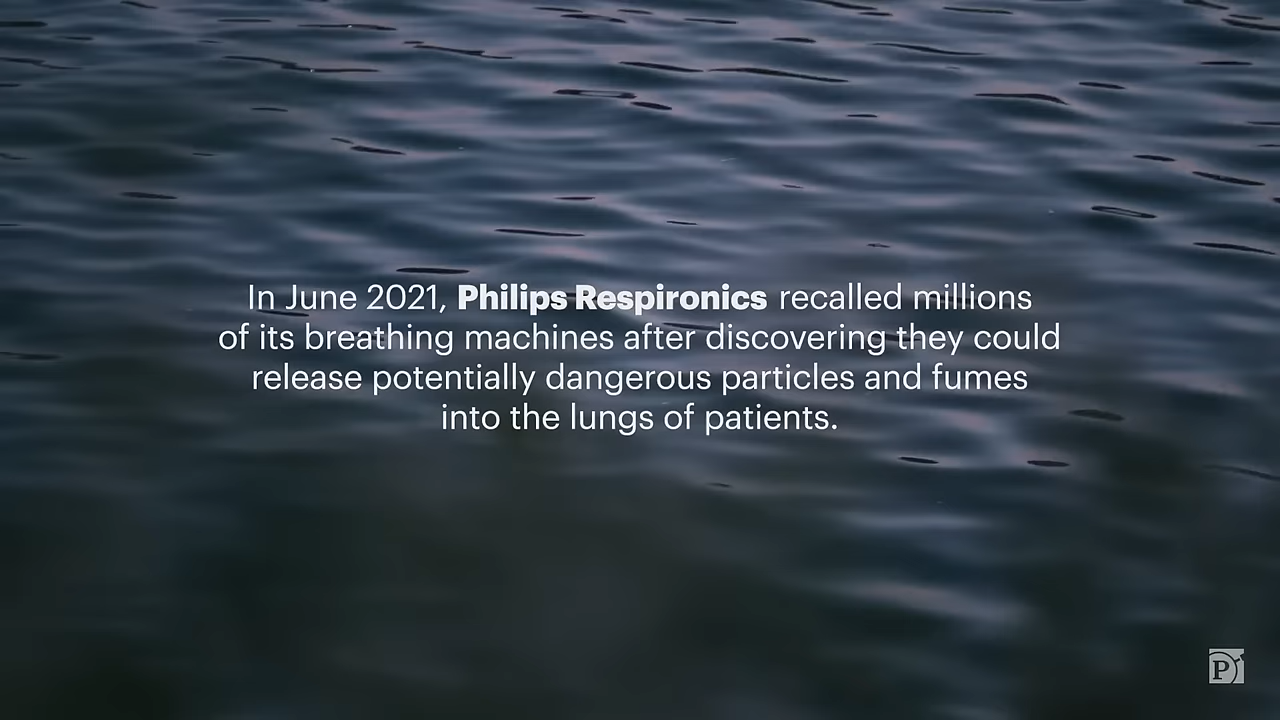 In June 2021, Philips Respironics recalled millions
of its breathing machines after discovering they could
release potentially dangerous particles and fumes
into the lungs of patients.
P